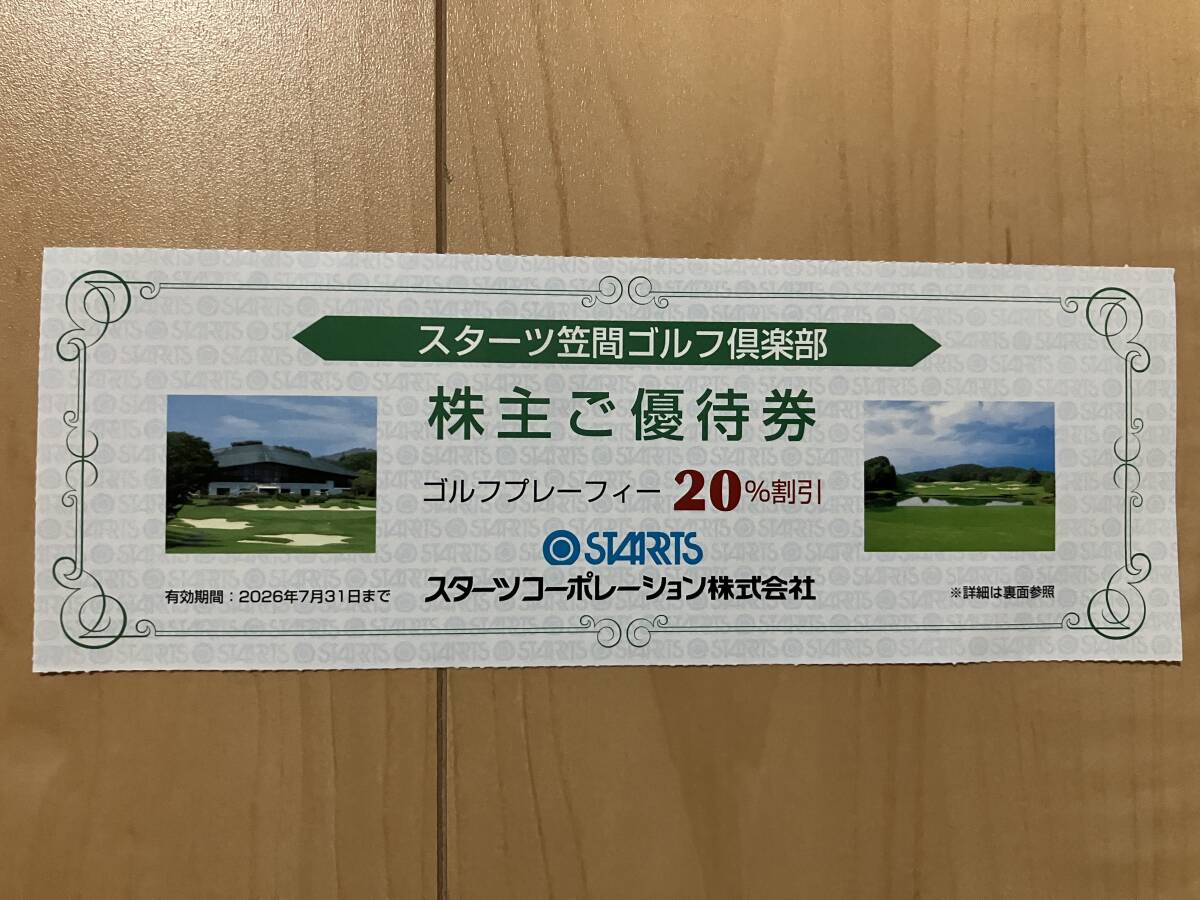 スターツ笠間ゴルフ倶楽部
株主ご優待券
ゴルフプレーフィー 20%割引
STARTS
スターツコーポレーション株式会社
有効期間：2026年7月31日まで
※詳細は裏面参照